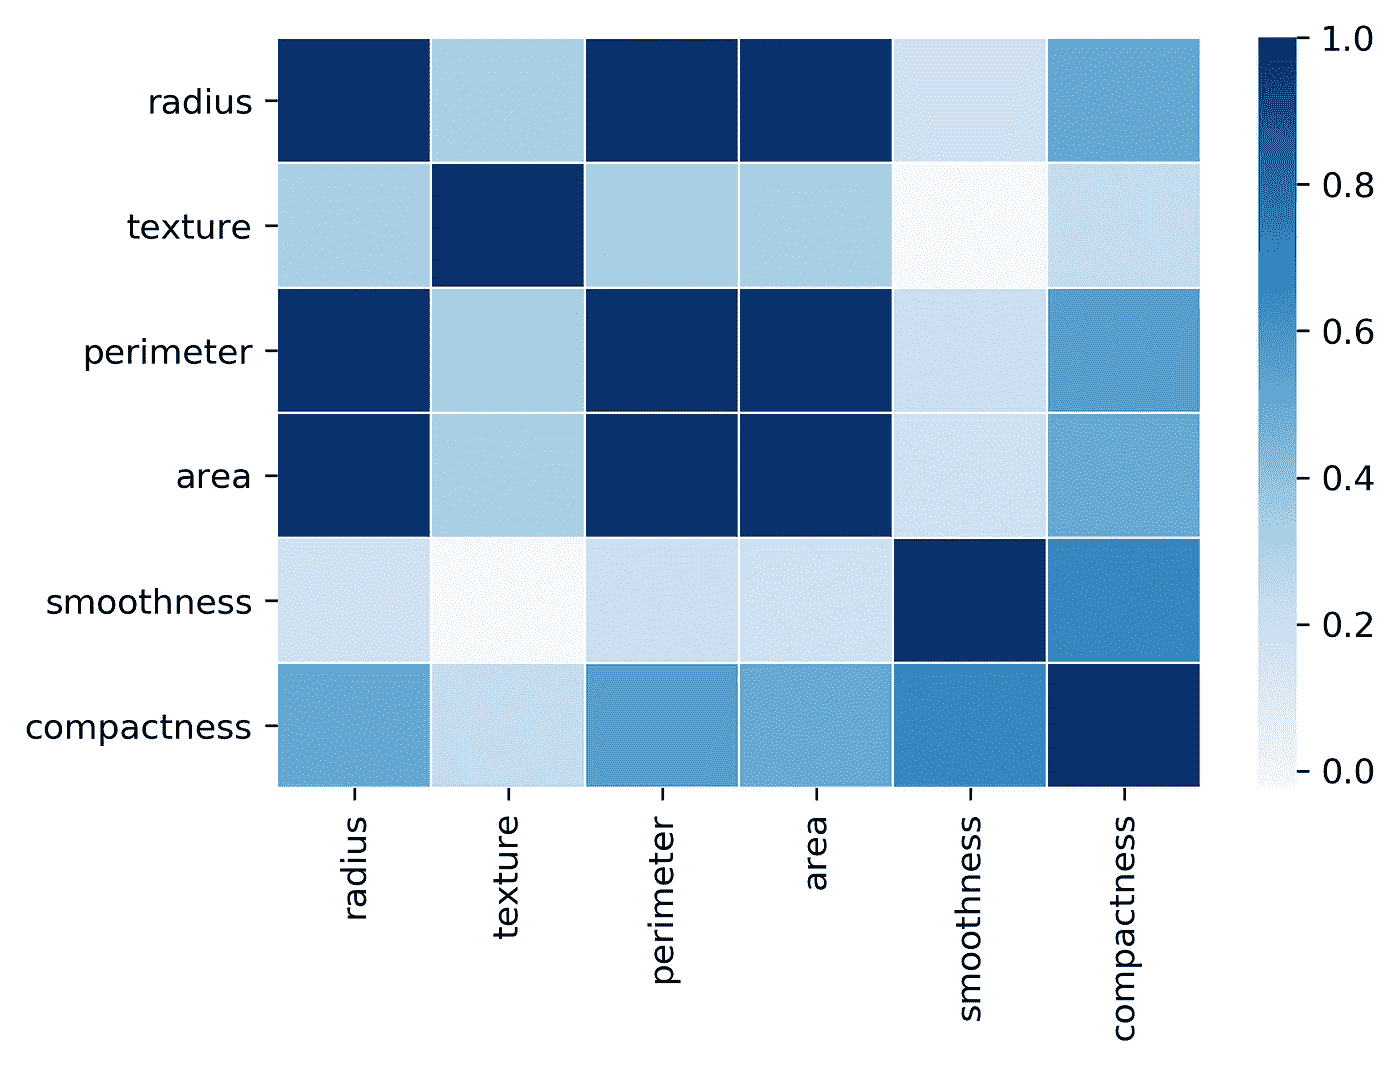 radius
texture
perimeter
area
smoothness
compactness
radius
texture
perimeter
area
smoothness
compactness
1.0
0.8
0.6
0.4
0.2
0.0